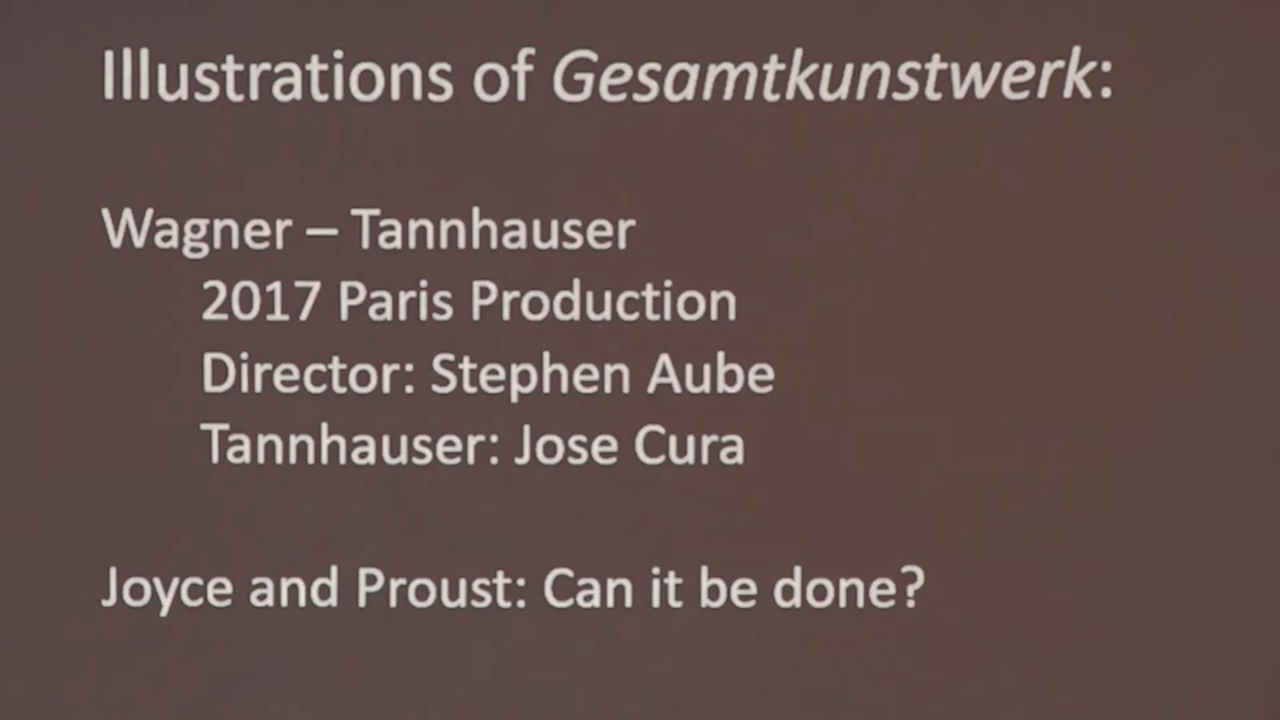 Illustrations of Gesamtkunstwerk:
Wagner – Tannhauser
2017 Paris Production
Director: Stephen Aube
Tannhauser: Jose Cura
Joyce and Proust: Can it be done?